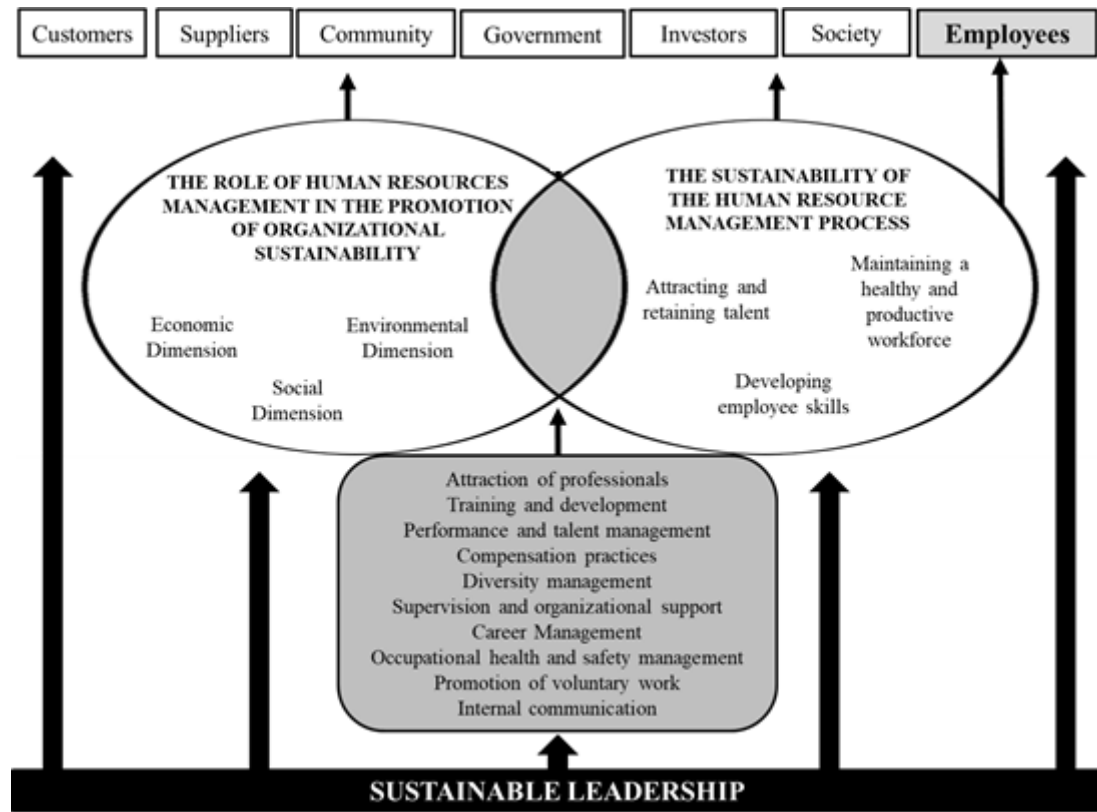 Customers
Suppliers
Community
Government
Investors
Society
Employees
THE ROLE OF HUMAN RESOURCES
MANAGEMENT IN THE PROMOTION
OF ORGANIZATIONAL
SUSTAINABILITY
Economic
Dimension
Environmental
Dimension
Social
Dimension
THE SUSTAINABILITY OF
THE HUMAN RESOURCE
MANAGEMENT PROCESS
Attracting and
retaining talent
Maintaining a
healthy and
productive
workforce
Developing
employee skills
Attraction of professionals
Training and development
Performance and talent management
Compensation practices
Diversity management
Supervision and organizational support
Career Management
Occupational health and safety management
Promotion of voluntary work
Internal communication
SUSTAINABLE LEADERSHIP